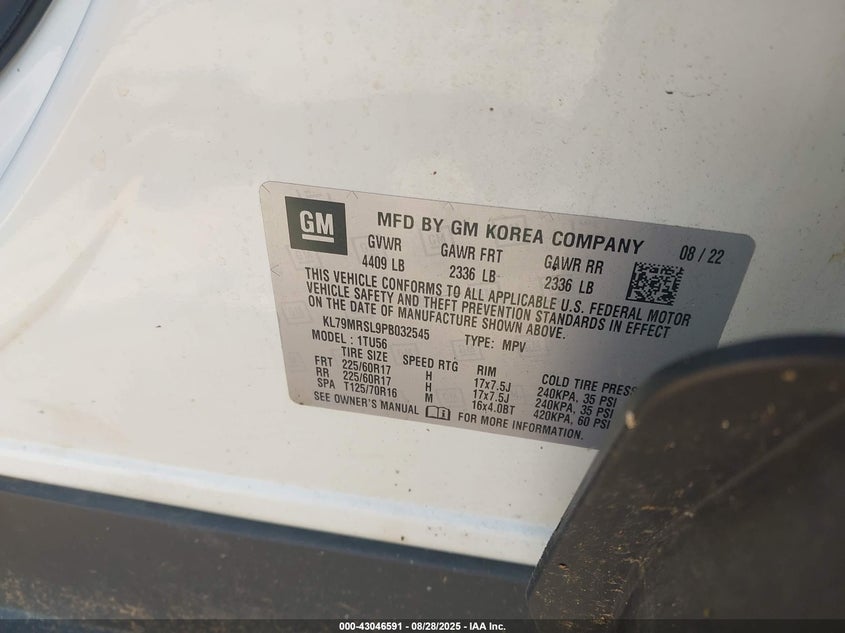 GM
MFD BY GM KOREA COMPANY 08 / 22
GVWR GAWR FRT GAWR RR
4409 LB 2336 LB 2336 LB
THIS VEHICLE CONFORMS TO ALL APPLICABLE U.S. FEDERAL MOTOR
VEHICLE SAFETY AND THEFT PREVENTION STANDARDS IN EFFECT
ON THE DATE OF MANUFACTURE SHOWN ABOVE.
KL79MRSL9PB032545 TYPE: MPV
MODEL: 1TU56
TIRE SIZE SPEED RTG RIM COLD TIRE PRES
FRT 225/60R17 H 17x7.5J 240KPA, 35 PSI
RR 225/60R17 H 17x7.5J 240KPA, 35 PSI
SPA T125/70R16 M 16x4.0BT 420KPA, 60 PSI
SEE OWNER'S MANUAL FOR MORE INFORMATION.
000-43046591 - 08/28/2025 - IAA Inc.